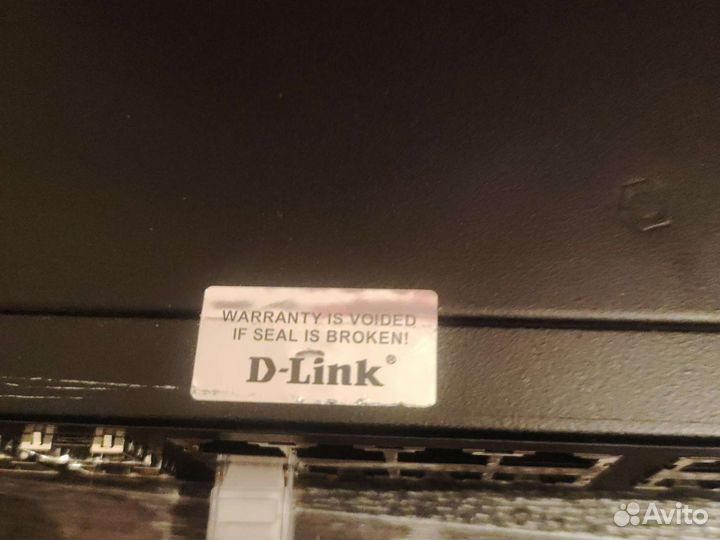 WARRANTY IS VOIDED
IF SEAL IS BROKEN!
D-Link®
Avito